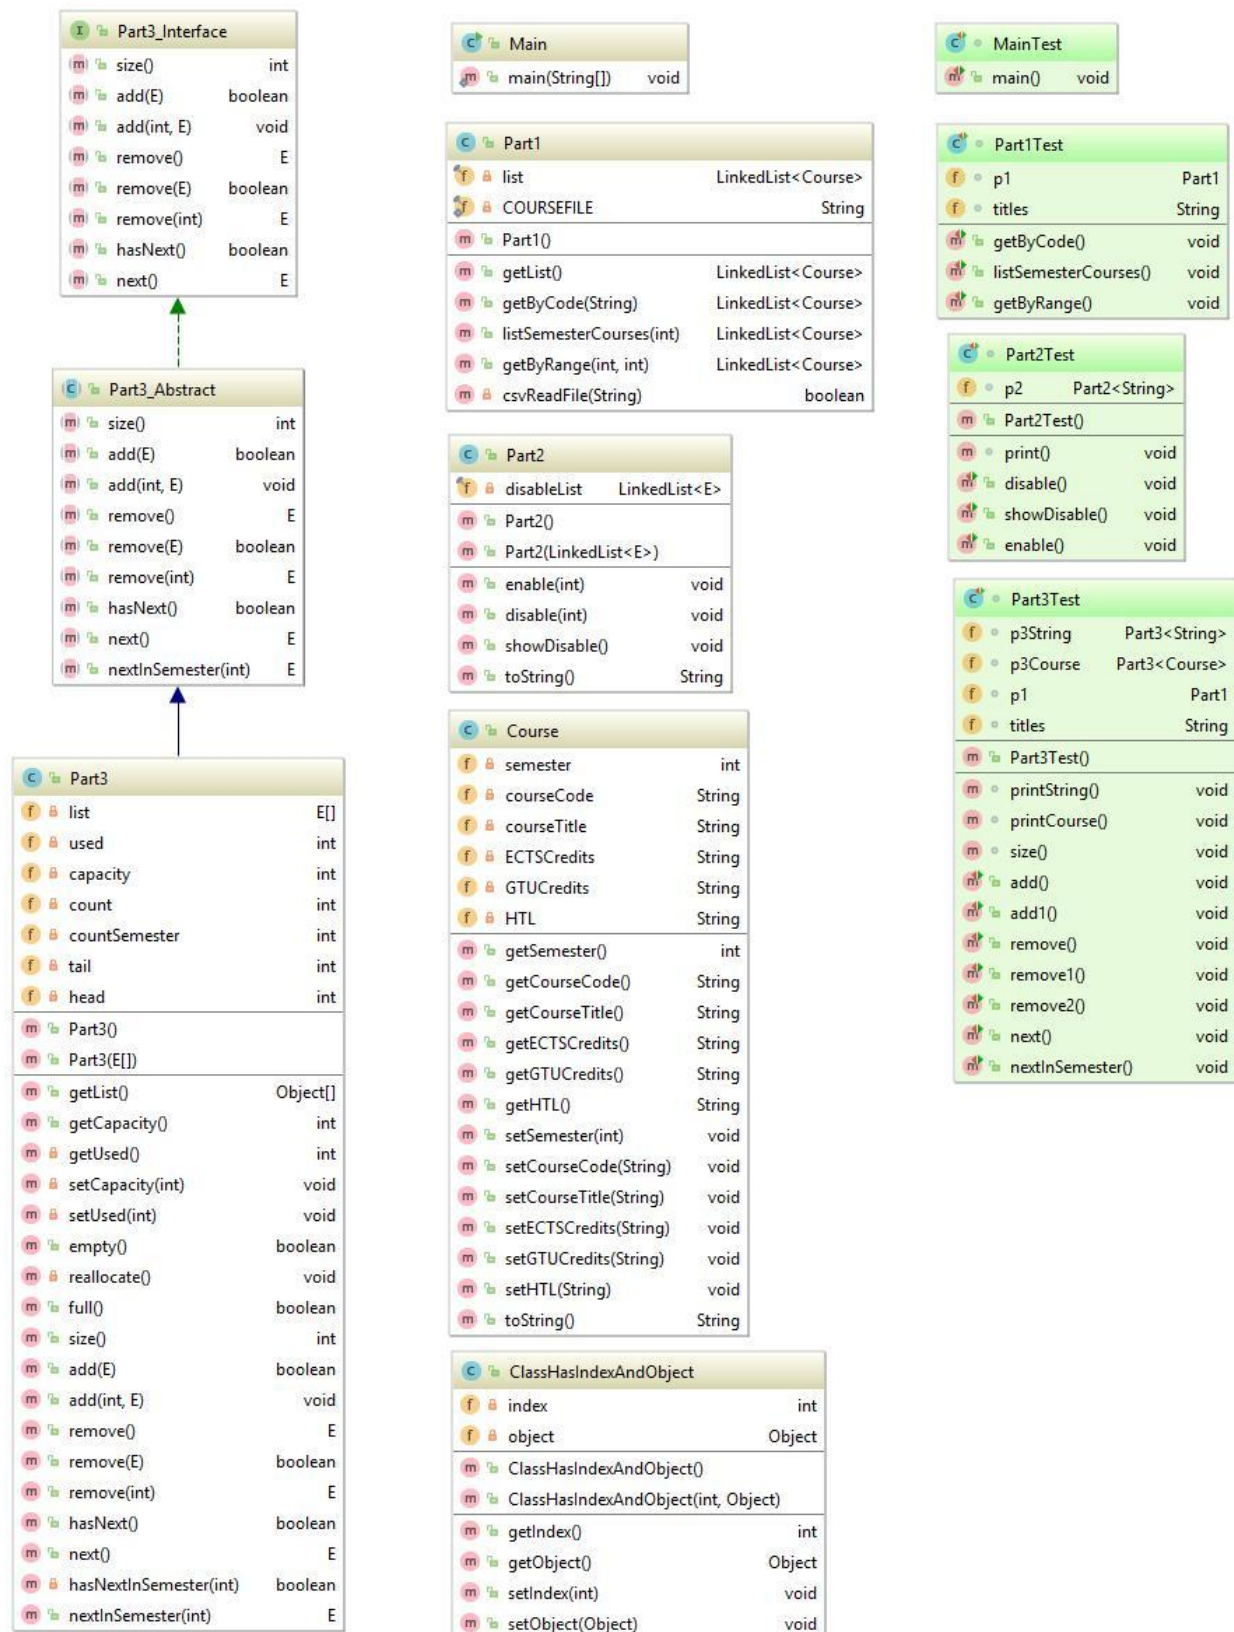 Part3_Interface
size() int
add(E) boolean
add(int, E) void
remove() E
remove(E) boolean
remove(int) E
hasNext() boolean
next() E
Part3_Abstract
size() int
add(E) boolean
add(int, E) void
remove() E
remove(E) boolean
remove(int) E
hasNext() boolean
next() E
nextInSemester(int) E
Part3
list E[]
used int
capacity int
count int
countSemester int
tail int
head int
Part3()
Part3(E[])
getList() Object[]
getCapacity() int
getUsed() int
setCapacity(int) void
setUsed(int) void
empty() boolean
reallocate() void
full() boolean
size() int
add(E) boolean
add(int, E) void
remove() E
remove(E) boolean
remove(int) E
hasNext() boolean
next() E
hasNextInSemester(int) boolean
nextInSemester(int) E
Main
main(String[]) void
Part1
list LinkedList<Course>
COURSEFILE String
Part1()
getList() LinkedList<Course>
getByCode(String) LinkedList<Course>
listSemesterCourses(int) LinkedList<Course>
getByRange(int, int) LinkedList<Course>
csvReadFile(String) boolean
Part2
disableList LinkedList<E>
Part2()
Part2(LinkedList<E>)
enable(int) void
disable(int) void
showDisable() void
toString() String
Course
semester int
courseCode String
courseTitle String
ECTSCredits String
GTUCredits String
HTL String
getSemester() int
getCourseCode() String
getCourseTitle() String
getECTSCredits() String
getGTUCredits() String
getHTL() String
setSemester(int) void
setCourseCode(String) void
setCourseTitle(String) void
setECTSCredits(String) void
setGTUCredits(String) void
setHTL(String) void
toString() String
ClassHasIndexAndObject
index int
object Object
ClassHasIndexAndObject()
ClassHasIndexAndObject(int, Object)
getIndex() int
getObject() Object
setIndex(int) void
setObject(Object) void
MainTest
main() void
Part1Test
p1 Part1
titles String
getByCode() void
listSemesterCourses() void
getByRange() void
Part2Test
p2 Part2<String>
Part2Test()
print() void
disable() void
showDisable() void
enable() void
Part3Test
p3String Part3<String>
p3Course Part3<Course>
p1 Part1
titles String
Part3Test()
printString() void
printCourse() void
size() void
add() void
add1() void
remove() void
remove1() void
remove2() void
next() void
nextInSemester() void